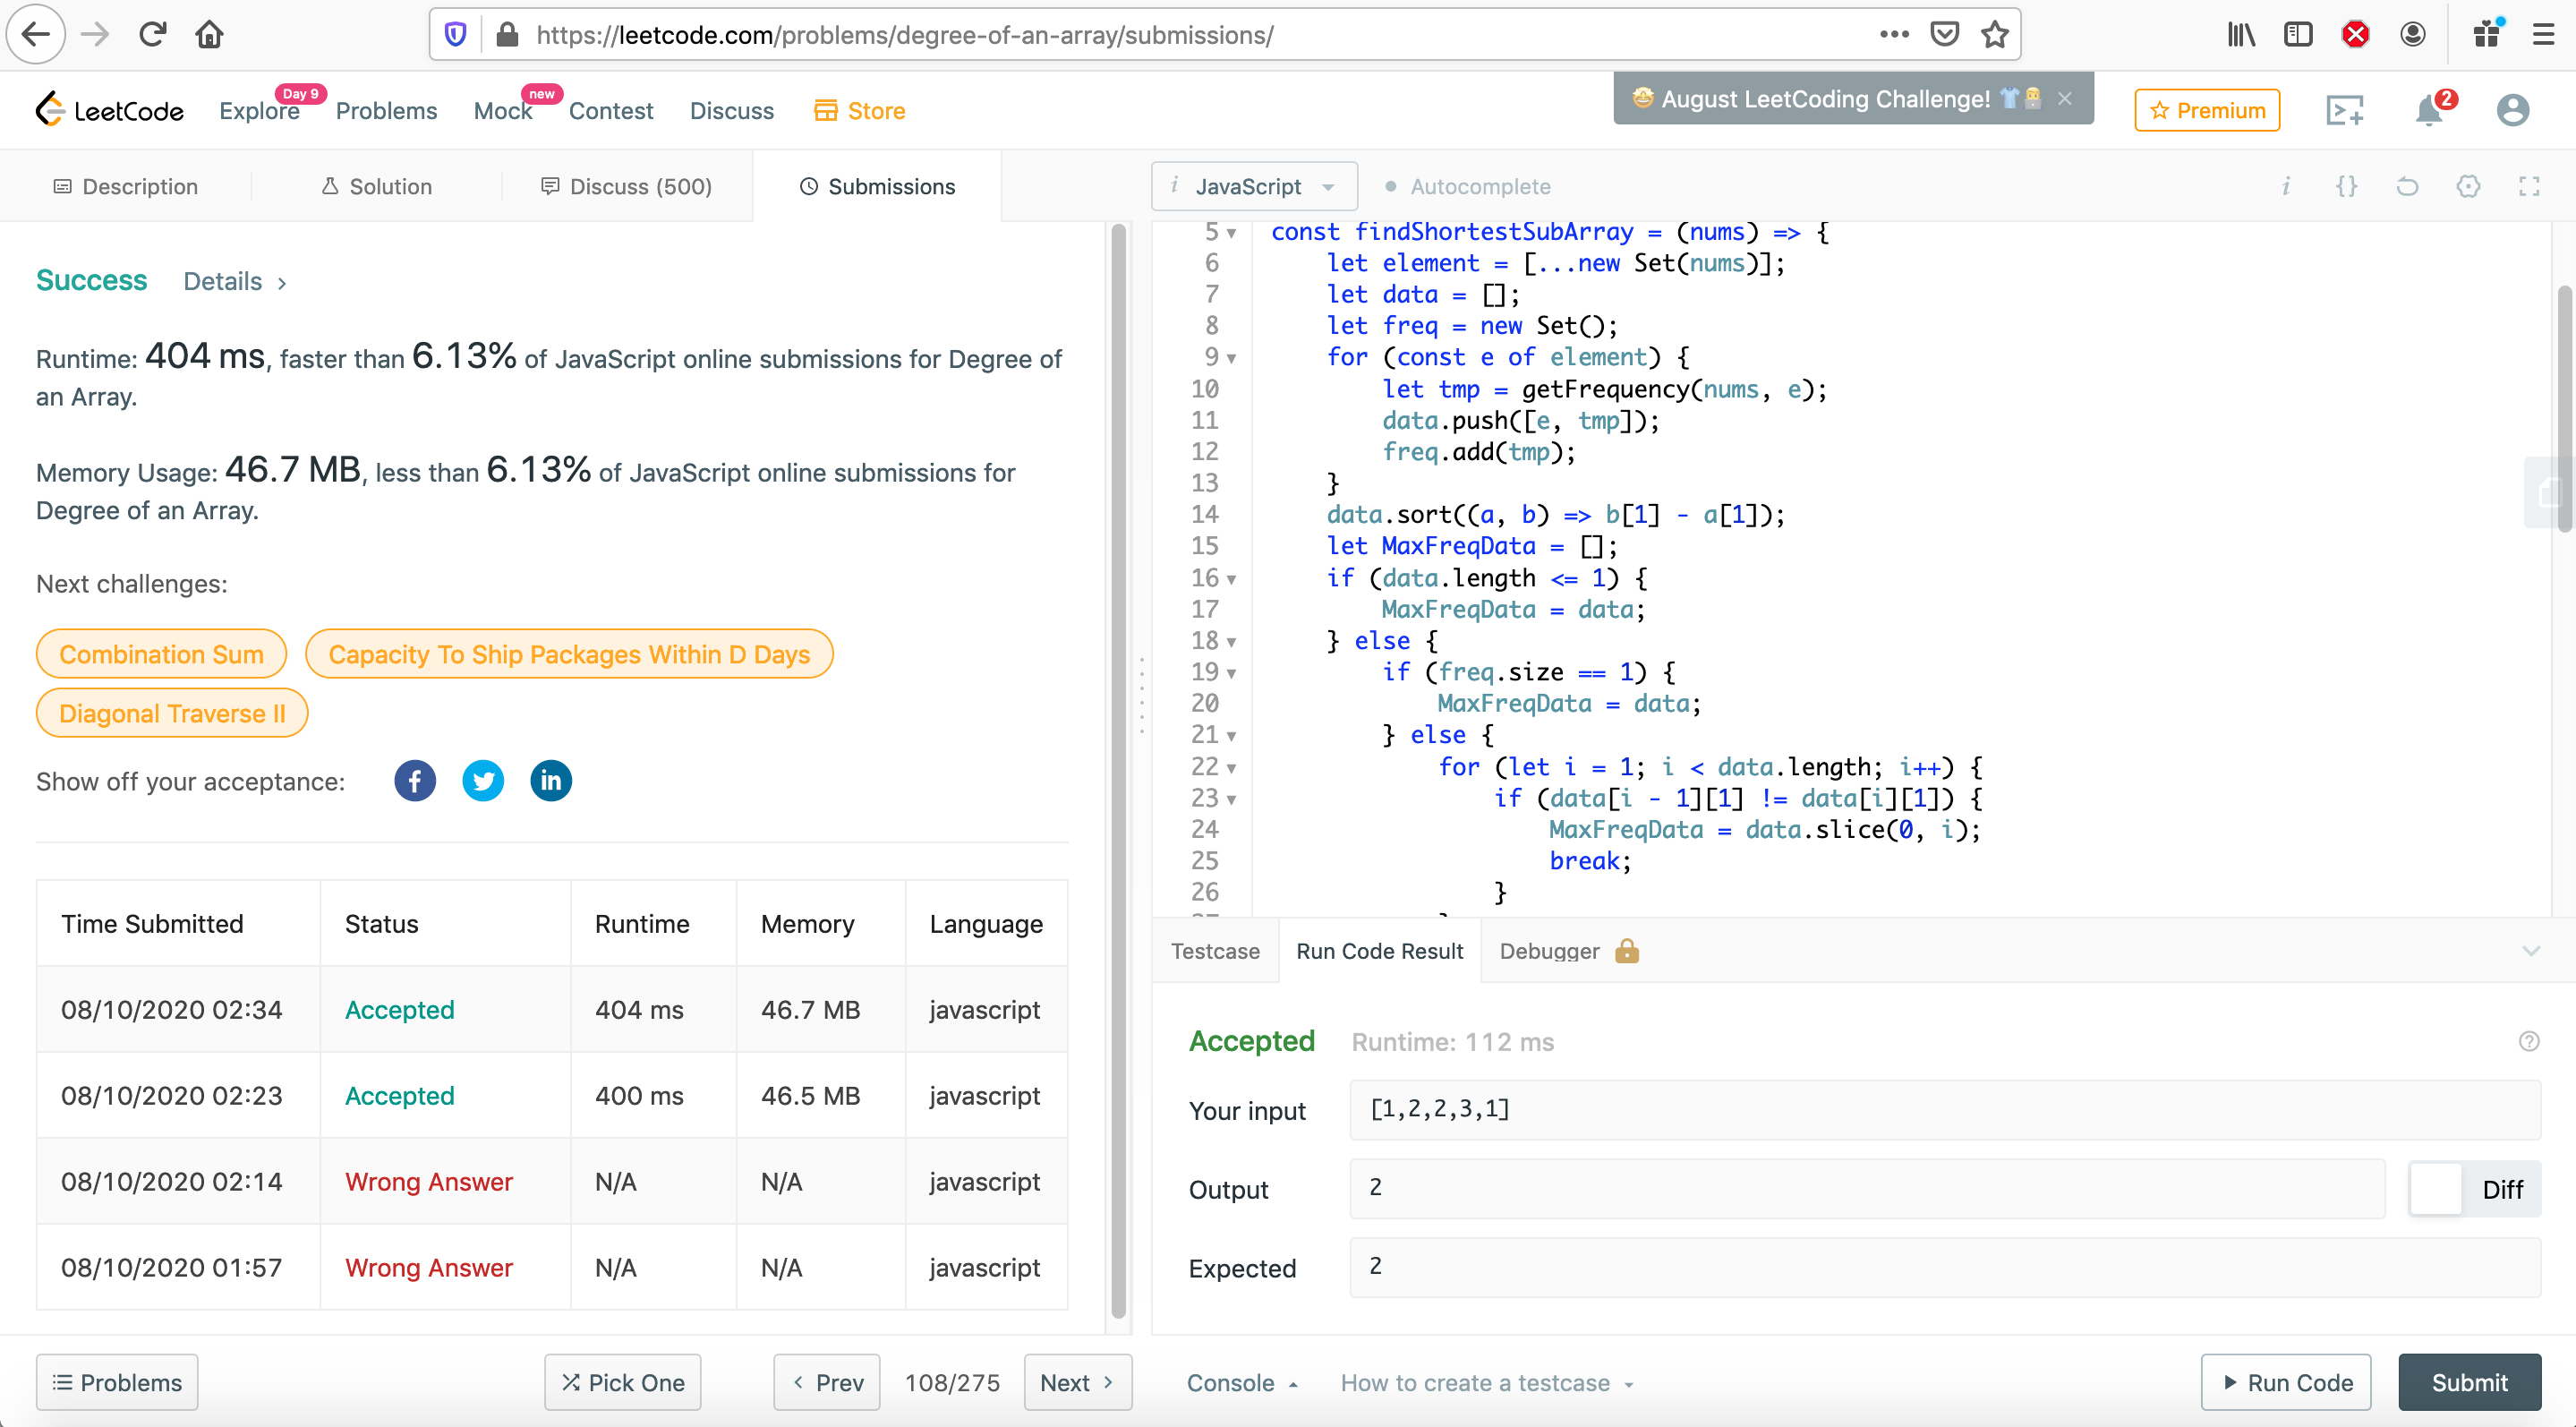 https://leetcode.com/problems/degree-of-an-array/submissions/
LeetCode
Explore
Day 9
Problems
Mock
new
Contest
Discuss
Store
August LeetCoding Challenge!
Premium
2
Description
Solution
Discuss (500)
Submissions
Success Details
Runtime: 404 ms, faster than 6.13% of JavaScript online submissions for Degree of
an Array.
Memory Usage: 46.7 MB, less than 6.13% of JavaScript online submissions for
Degree of an Array.
Next challenges:
Combination Sum
Capacity To Ship Packages Within D Days
Diagonal Traverse II
Show off your acceptance:
Time Submitted Status Runtime Memory Language
08/10/2020 02:34 Accepted 404 ms 46.7 MB javascript
08/10/2020 02:23 Accepted 400 ms 46.5 MB javascript
08/10/2020 02:14 Wrong Answer N/A N/A javascript
08/10/2020 01:57 Wrong Answer N/A N/A javascript
Problems
Pick One
Prev
108/275
Next
i JavaScript
Autocomplete
i {}
5 const findShortestSubArray = (nums) => {
6 let element = [...new Set(nums)];
7 let data = [];
8 let freq = new Set();
9 for (const e of element) {
10 let tmp = getFrequency(nums, e);
11 data.push([e, tmp]);
12 freq.add(tmp);
13 }
14 data.sort((a, b) => b[1] - a[1]);
15 let MaxFreqData = [];
16 if (data.length <= 1) {
17 MaxFreqData = data;
18 } else {
19 if (freq.size == 1) {
20 MaxFreqData = data;
21 } else {
22 for (let i = 1; i < data.length; i++) {
23 if (data[i - 1][1] != data[i][1]) {
24 MaxFreqData = data.slice(0, i);
25 break;
26 }
Testcase
Run Code Result
Debugger
Accepted Runtime: 112 ms
Your input [1,2,2,3,1]
Output 2
Diff
Expected 2
Console
How to create a testcase
Run Code
Submit